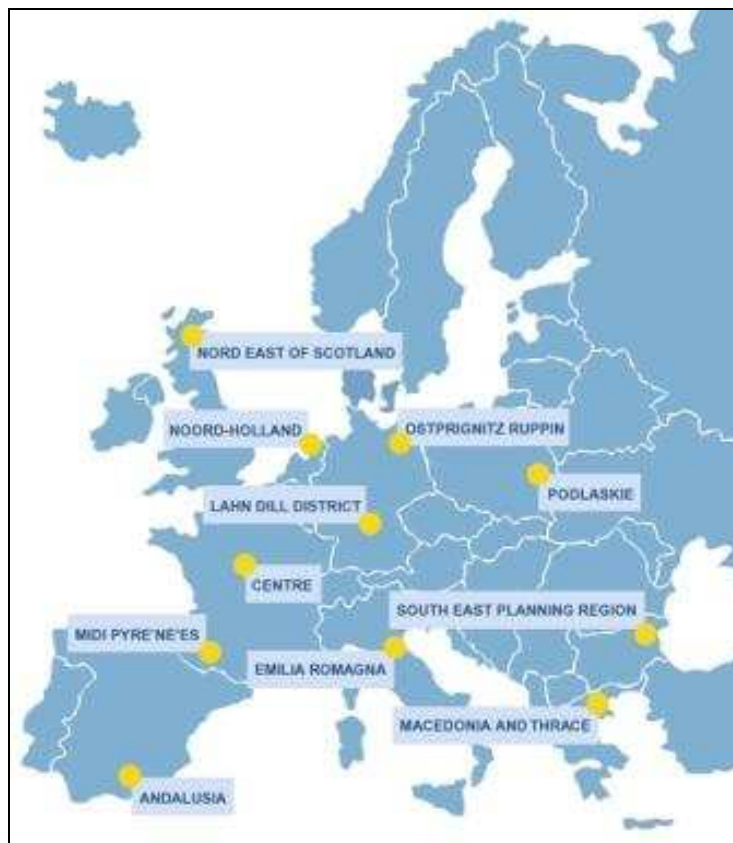 NORD EAST OF SCOTLAND
NOORD-HOLLAND
OSTPRIGNITZ RUPPIN
PODLASKIE
LAHN DILL DISTRICT
CENTRE
SOUTH EAST PLANNING REGION
MIDI PYRE'NE'ES
EMILIA ROMAGNA
MACEDONIA AND THRACE
ANDALUSIA